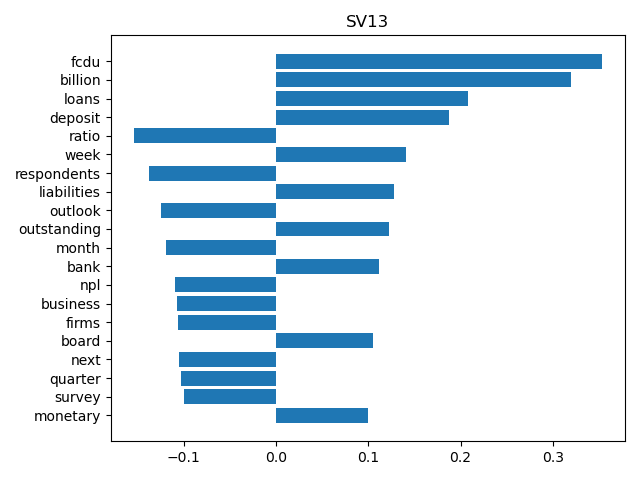 SV13
fcdu
billion
loans
deposit
ratio
week
respondents
liabilities
outlook
outstanding
month
bank
npl
business
firms
board
next
quarter
survey
monetary
−0.1 0.0 0.1 0.2 0.3